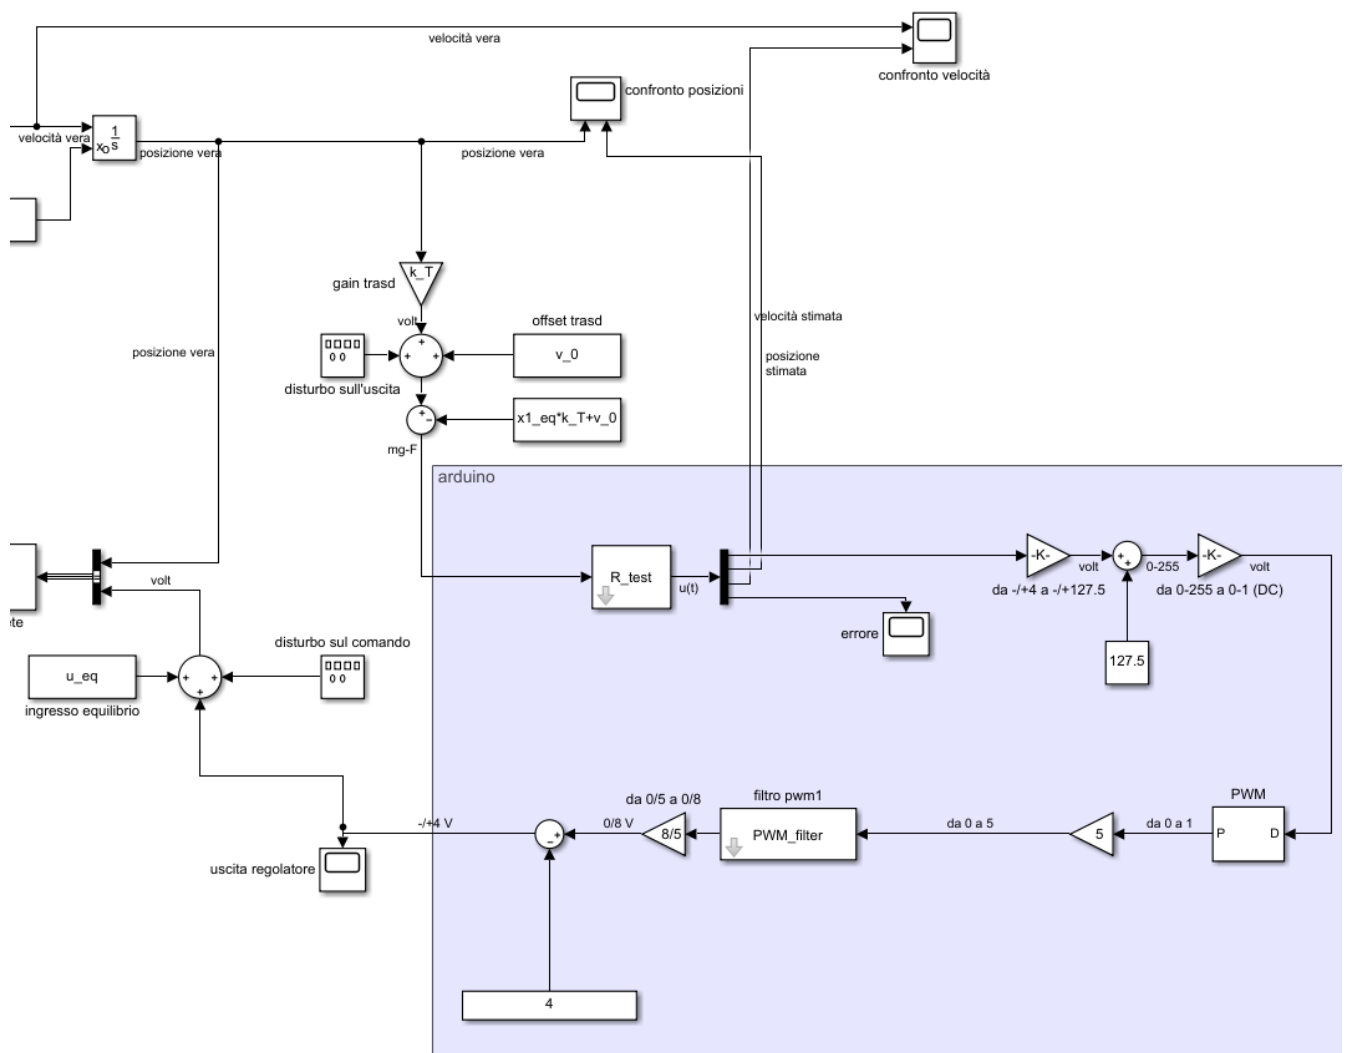 velocità vera
confronto velocità
confronto posizioni
velocità vera
1
s
xo
posizione vera
posizione vera
k_T
gain trasd
volt
offset trasd
+
+
+
v_0
velocità stimata
posizione vera
posizione
stimata
disturbo sull'uscita
+
-
x1_eq*k_T+v_0
mg-F
arduino
-K-
+
+
-K-
volt
0-255
volt
R_test
u(t)
da -/+4 a -/+127.5
da 0-255 a 0-1 (DC)
volt
ete
errore
disturbo sul comando
127.5
u_eq
+
+
+
ingresso equilibrio
da 0/5 a 0/8
filtro pwm1
PWM
-/+4 V
+
-
0/8 V
8/5
PWM_filter
da 0 a 5
5
da 0 a 1
P
D
uscita regolatore
4